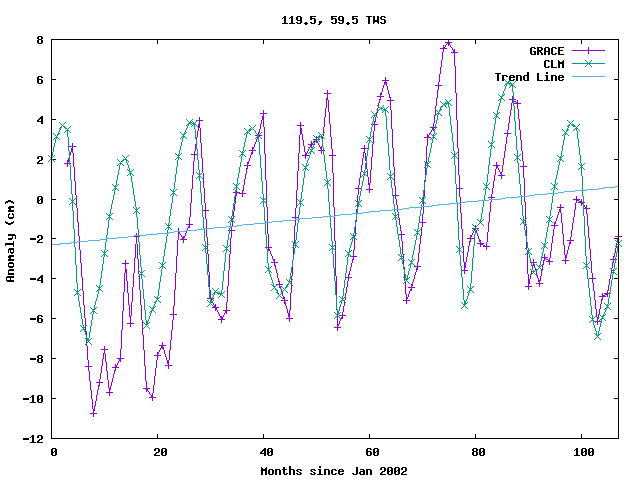 119.5, 59.5 TWS
GRACE
CLM
Trend Line
8
6
4
2
0
-2
-4
-6
-8
-10
-12
Anomaly (cm)
0 20 40 60 80 100
Months since Jan 2002